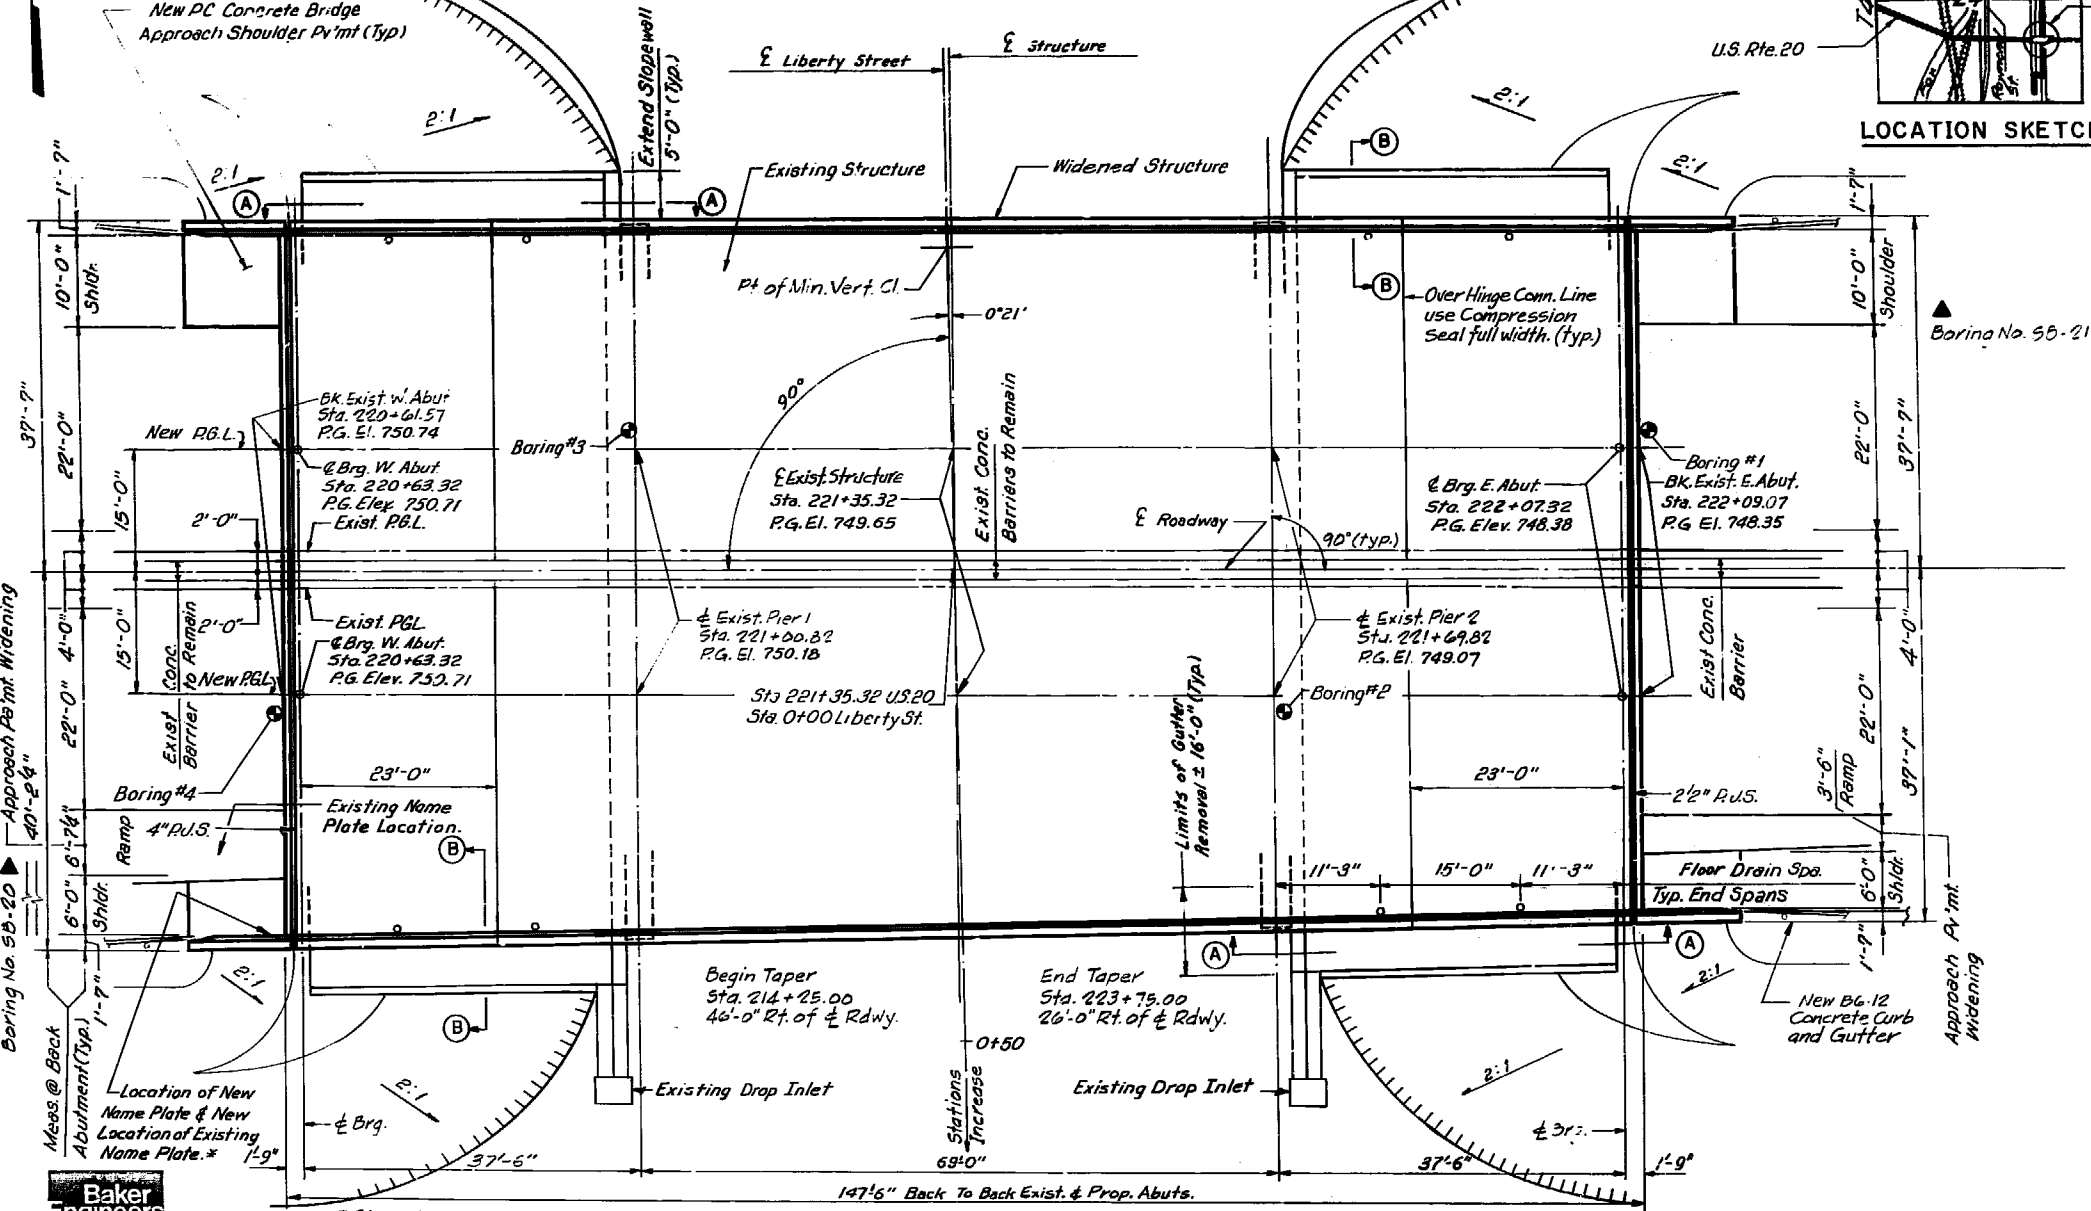 New PC Concrete Bridge
Approach Shoulder Pv'mt (Typ)
Extend Slopewall
5'-0" (Typ.)
℄ Liberty Street
℄ Structure
U.S. Rte. 20
LOCATION SKETC
2:1
2:1
2:1
2:1
Existing Structure
Widened Structure
A
A
B
B
1'-7"
10'-0"
Shldr.
22'-0"
37'-7"
1'-7"
10'-0"
Shoulder
22'-0"
37'-7"
Boring No. SB-21
Pt of Min. Vert. Cl.
0°21'
90°
Over Hinge Conn. Line
use Compression
Seal full width. (Typ.)
BK. Exist. W. Abut
Sta. 220+61.57
P.G. El. 750.74
New P.G.L.
℄ Brg. W. Abut.
Sta. 220+63.32
P.G. Elev. 750.71
Exist. P.G.L.
15'-0"
2'-0"
Boring #3
℄ Exist. Structure
Sta. 221+35.32
P.G. El. 749.65
Exist Conc.
Barriers to Remain
℄ Roadway
90° (typ.)
℄ Brg. E. Abut.
Sta. 222+07.32
P.G. Elev. 748.38
Boring #1
BK. Exist. E. Abut.
Sta. 222+09.07
P.G El. 748.35
2'-0"
15'-0"
Exist. PGL
℄ Brg. W. Abut.
Sta. 220+63.32
P.G. Elev. 750.71
New P.G.L.
Exist Conc.
Barrier to Remain
℄ Exist. Pier 1
Sta. 221+00.82
P.G. El. 750.18
℄ Exist. Pier 2
Sta. 221+69.82
P.G. El. 749.07
Sta 221+35.32 U.S. 20
Sta. 0+00 Liberty St.
Boring #2
Exist Conc.
Barrier
Approach Pa'mt. Widening
40'-2¼"
4'-0"
22'-0"
6'-7¼"
Ramp
6'-0"
Shldr.
1'-7"
Boring #4
4" P.J.S.
23'-0"
Existing Name
Plate Location.
B
Boring No. SB-20
Limits of Gutter
Removal ± 16'-0" (Typ.)
23'-0"
2½" P.J.S.
11'-3"
15'-0"
11'-3"
Floor Drain Spa.
Typ. End Spans
4'-0"
22'-0"
37'-1"
3'-6"
Ramp
6'-0"
Shldr.
1'-7"
Approach Pv'mt.
Widening
A
A
2:1
B
2:1
2:1
2:1
Begin Taper
Sta. 214+25.00
46'-0" Rt. of ℄ Rdwy.
End Taper
Sta. 223+75.00
26'-0" Rt. of ℄ Rdwy.
0+50
New B6-12
Concrete Curb
and Gutter
Existing Drop Inlet
Existing Drop Inlet
Stations
Increase
Meas. @ Back
Abutment (Typ.)
Location of New
Name Plate & New
Location of Existing
Name Plate.*
℄ Brg.
1'-9"
37'-6"
69'-0"
37'-6"
1'-9"
147'-6" Back To Back Exist. & Prop. Abuts.
Baker
Engineers